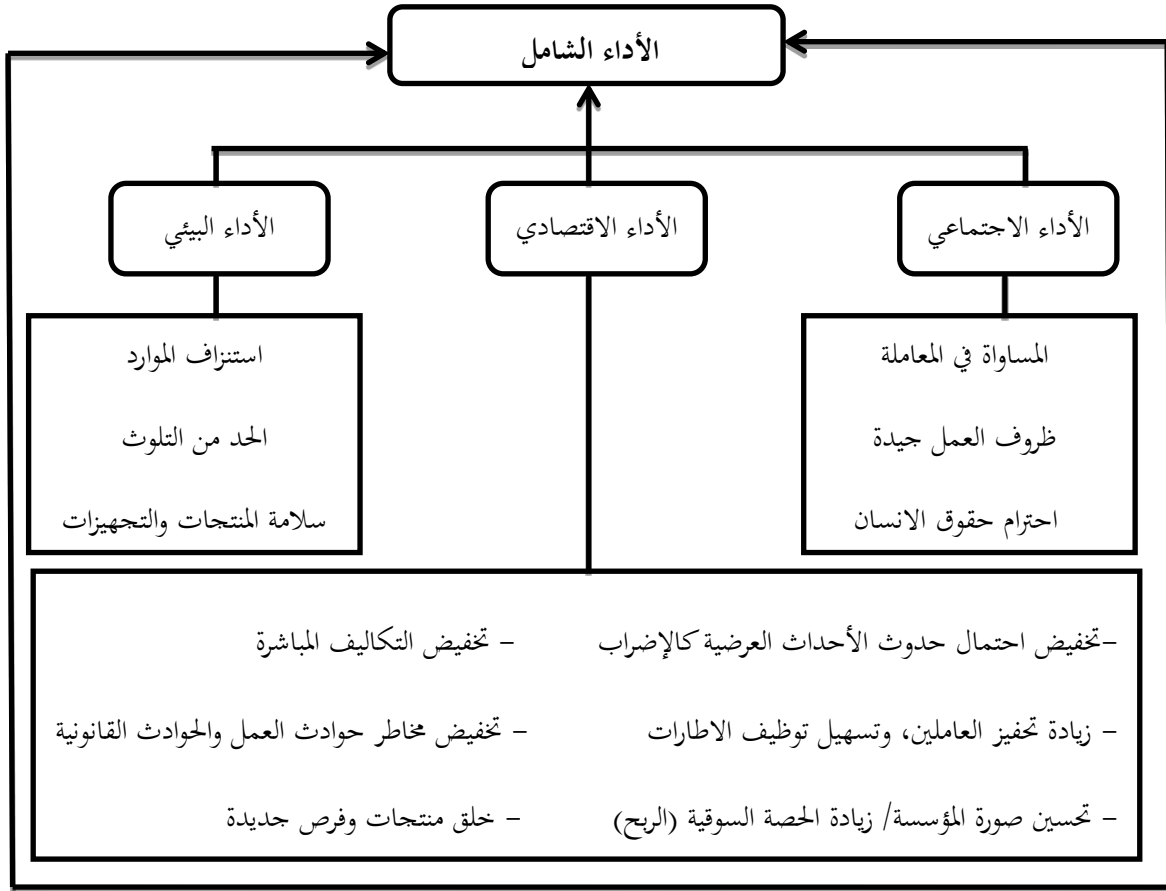 الأداء الشامل
الأداء الاجتماعي
الأداء الاقتصادي
الأداء البيئي
المساواة في المعاملة
ظروف العمل جيدة
احترام حقوق الانسان
استنزاف الموارد
الحد من التلوث
سلامة المنتجات والتجهيزات
–تخفيض احتمال حدوث الأحداث العرضية كالإضراب
– تخفيض التكاليف المباشرة
– زيادة تحفيز العاملين، وتسهيل توظيف الاطارات
– تخفيض مخاطر حوادث العمل والحوادث القانونية
– تحسين صورة المؤسسة/ زيادة الحصة السوقية (الربح)
– خلق منتجات وفرص جديدة